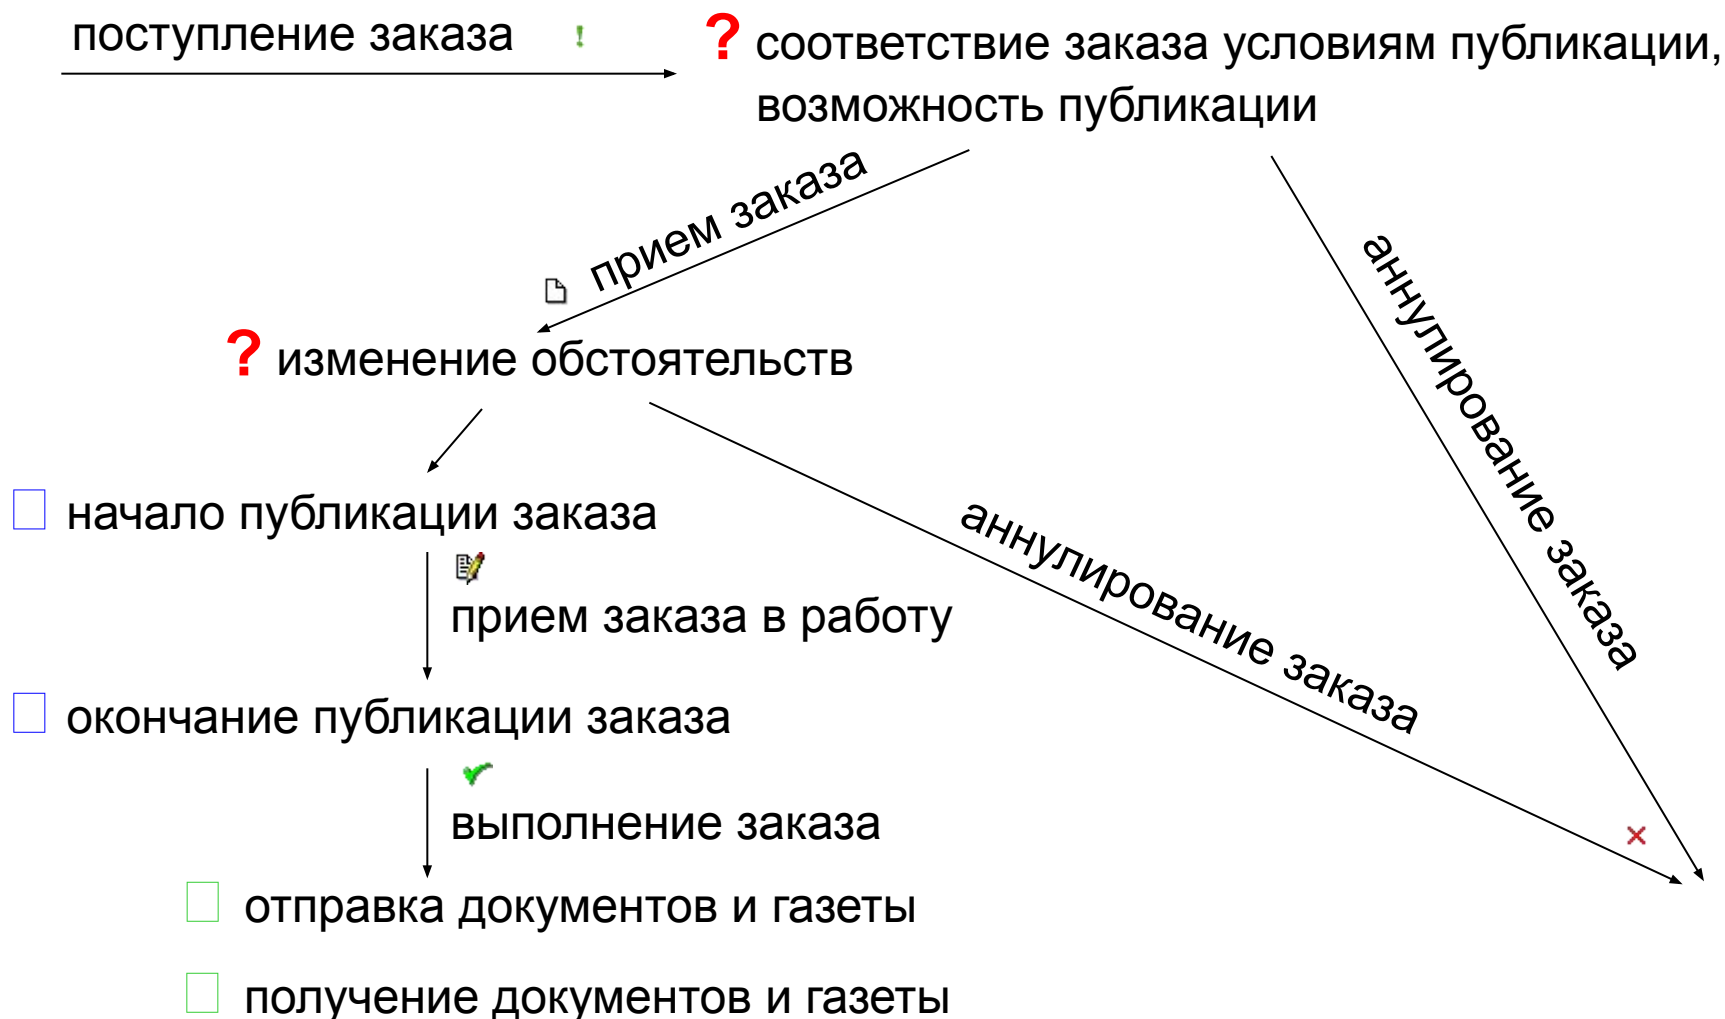 поступление заказа !
? соответствие заказа условиям публикации,
возможность публикации
прием заказа
аннулирование заказа
? изменение обстоятельств
начало публикации заказа
аннулирование заказа
прием заказа в работу
окончание публикации заказа
выполнение заказа
отправка документов и газеты
получение документов и газеты